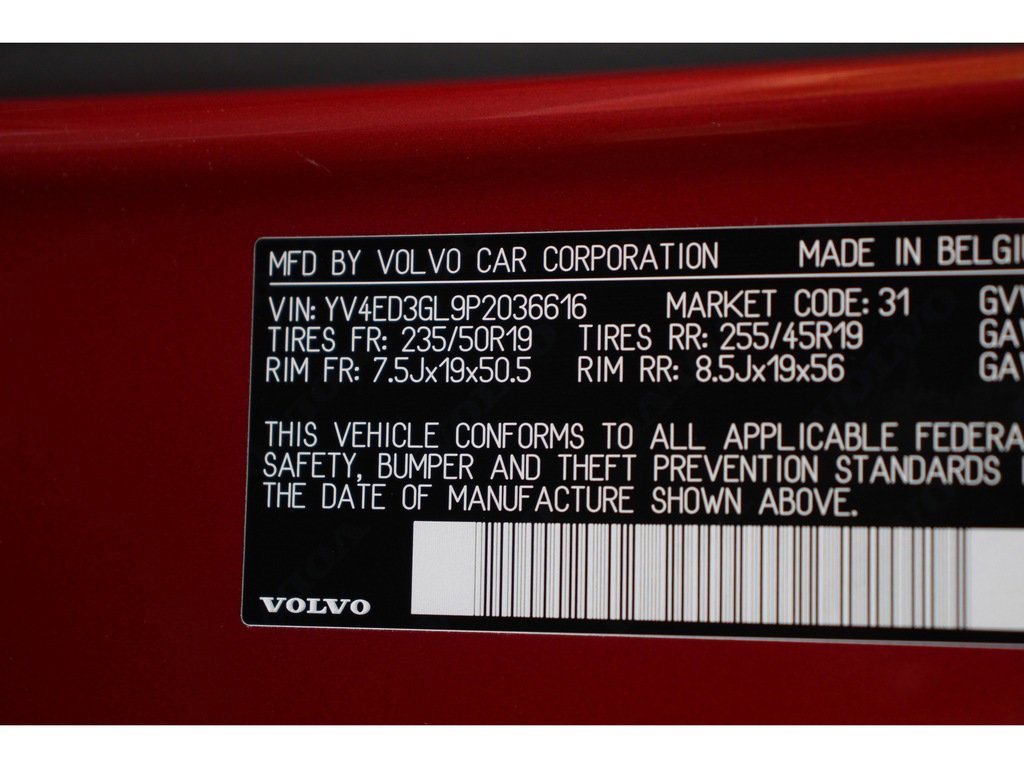 MFD BY VOLVO CAR CORPORATION MADE IN BELGI
VIN: YV4ED3GL9P2036616 MARKET CODE: 31
TIRES FR: 235/50R19 TIRES RR: 255/45R19
RIM FR: 7.5Jx19x50.5 RIM RR: 8.5Jx19x56
THIS VEHICLE CONFORMS TO ALL APPLICABLE FEDERA
SAFETY, BUMPER AND THEFT PREVENTION STANDARDS
THE DATE OF MANUFACTURE SHOWN ABOVE.
VOLVO